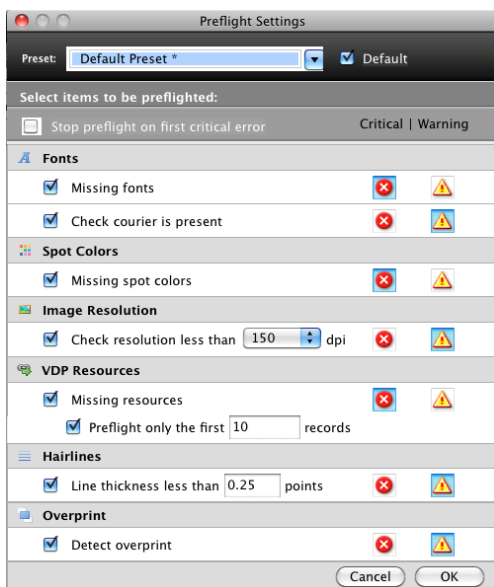 Preflight Settings
Preset: Default Preset * Default
Select items to be preflighted:
Stop preflight on first critical error Critical | Warning
Fonts
Missing fonts
Check courier is present
Spot Colors
Missing spot colors
Image Resolution
Check resolution less than 150 dpi
VDP Resources
Missing resources
Preflight only the first 10 records
Hairlines
Line thickness less than 0.25 points
Overprint
Detect overprint
Cancel OK